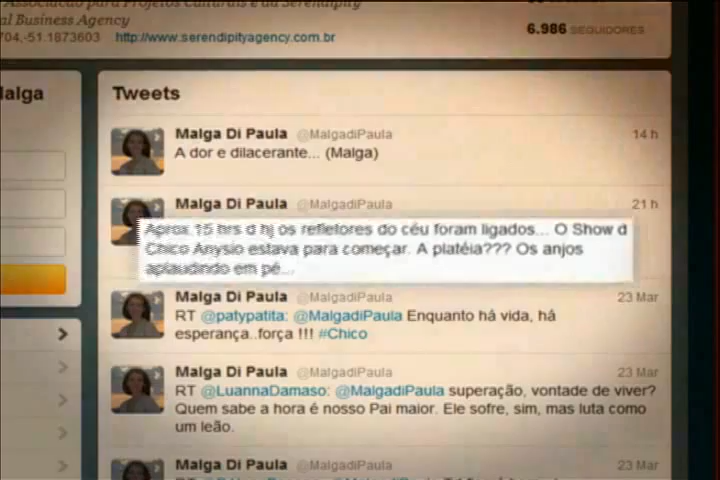 Associação para Projetos Culturais e da Serendipity
al Business Agency
704,-51.1873603 http://www.serendipityagency.com.br
6.986 SEGUIDORES
Malga
Tweets
Malga Di Paula @MalgadiPaula 14 h
A dor e dilacerante... (Malga)
Malga Di Paula @MalgadiPaula 21 h
Aprox 15 hrs d hj os refletores do céu foram ligados... O Show d
Chico Anysio estava para começar. A platéia??? Os anjos
aplaudindo em pé...
Malga Di Paula @MalgadiPaula 23 Mar
RT @patypatita: @MalgadiPaula Enquanto há vida, há
esperança..força !!! #Chico
Malga Di Paula @MalgadiPaula 23 Mar
RT @LuannaDamaso: @MalgadiPaula superação, vontade de viver?
Quem sabe a hora é nosso Pai maior. Ele sofre, sim, mas luta como
um leão.
Malga Di Paula @MalgadiPaula 23 Mar